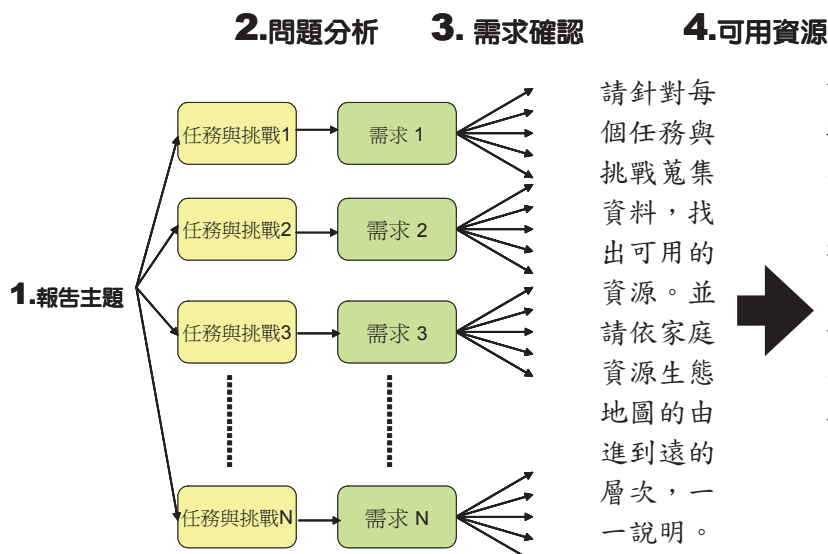 2.問題分析
3. 需求確認
4.可用資源
1.報告主題
任務與挑戰1
需求 1
任務與挑戰2
需求 2
任務與挑戰3
需求 3
任務與挑戰N
需求 N
請針對每
個任務與
挑戰蒐集
資料，找
出可用的
資源。並
請依家庭
資源生態
地圖的由
進到遠的
層次，一
一說明。